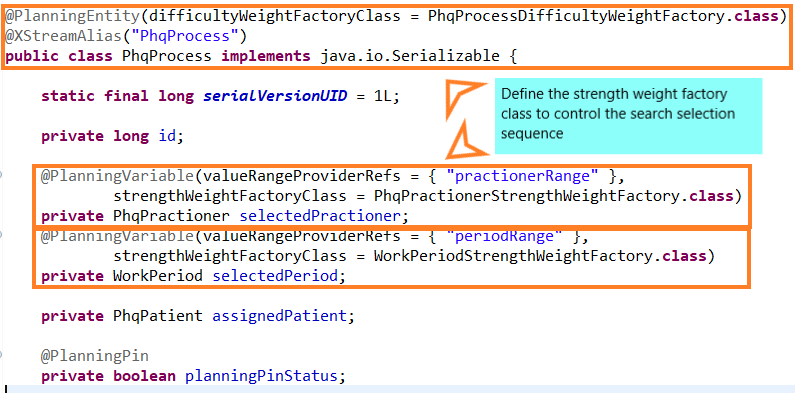 @PlanningEntity(difficultyWeightFactoryClass = PhqProcessDifficultyWeightFactory.class)
@XStreamAlias("PhqProcess")
public class PhqProcess implements java.io.Serializable {
static final long serialVersionUID = 1L;
Define the strength weight factory
class to control the search selection
sequence
private long id;
@PlanningVariable(valueRangeProviderRefs = { "practionerRange" },
strengthWeightFactoryClass = PhqPractionerStrengthWeightFactory.class)
private PhqPractioner selectedPractioner;
@PlanningVariable(valueRangeProviderRefs = { "periodRange" },
strengthWeightFactoryClass = WorkPeriodStrengthWeightFactory.class)
private WorkPeriod selectedPeriod;
private PhqPatient assignedPatient;
@PlanningPin
private boolean planningPinStatus;